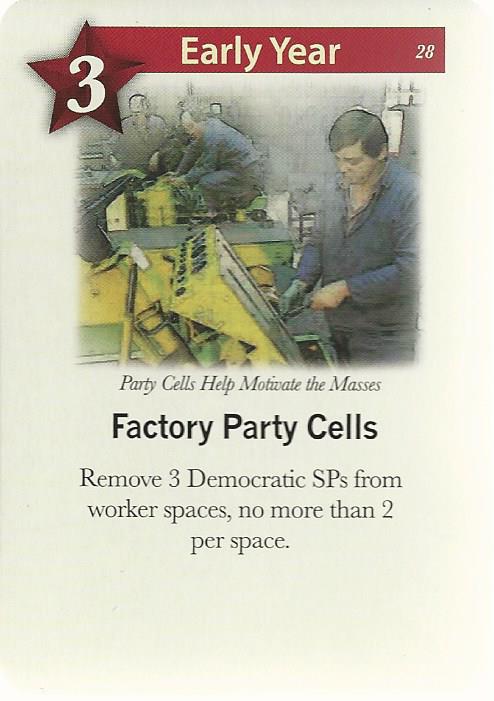 3
Early Year
28
Party Cells Help Motivate the Masses
Factory Party Cells
Remove 3 Democratic SPs from
worker spaces, no more than 2
per space.